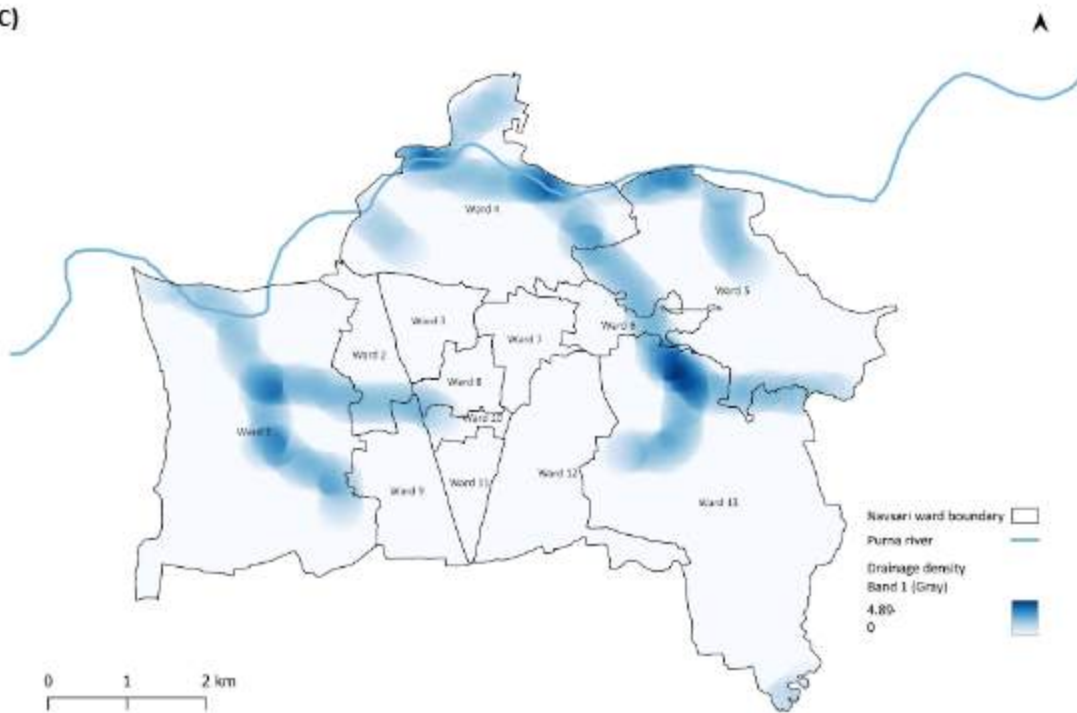 C)
Ward 4
Ward 5
Ward 3
Ward 6
Ward 7
Ward 2
Ward 8
Ward 10
Ward 1
Ward 12
Ward 11
Ward 9
Ward 13
Navsari ward boundary
Purna river
Drainage density
Band 1 (Gray)
4.89
0
0 1 2 km